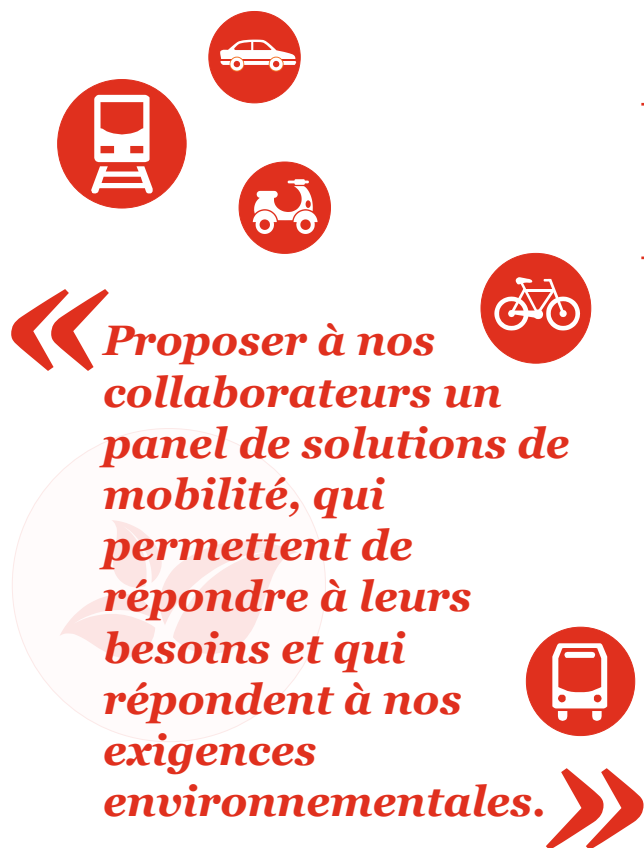 « Proposer à nos
collaborateurs un
panel de solutions de
mobilité, qui
permettent de
répondre à leurs
besoins et qui
répondent à nos
exigences
environnementales. »